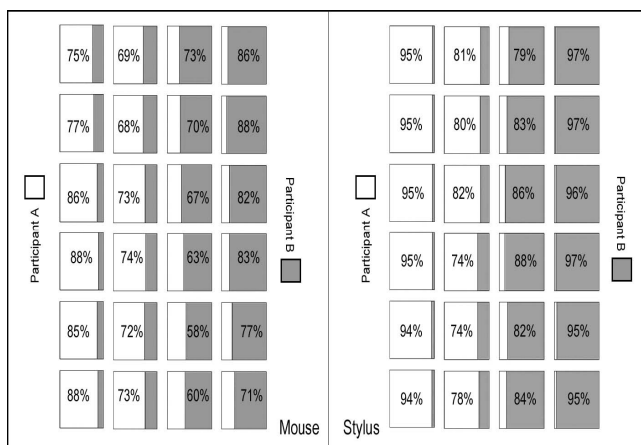 75% 69% 73% 86%
77% 68% 70% 88%
86% 73% 67% 82%
88% 74% 63% 83%
85% 72% 58% 77%
88% 73% 60% 71%
Participant A
Participant B
Mouse
95% 81% 79% 97%
95% 80% 83% 97%
95% 82% 86% 96%
95% 74% 88% 97%
94% 74% 82% 95%
94% 78% 84% 95%
Participant A
Participant B
Stylus